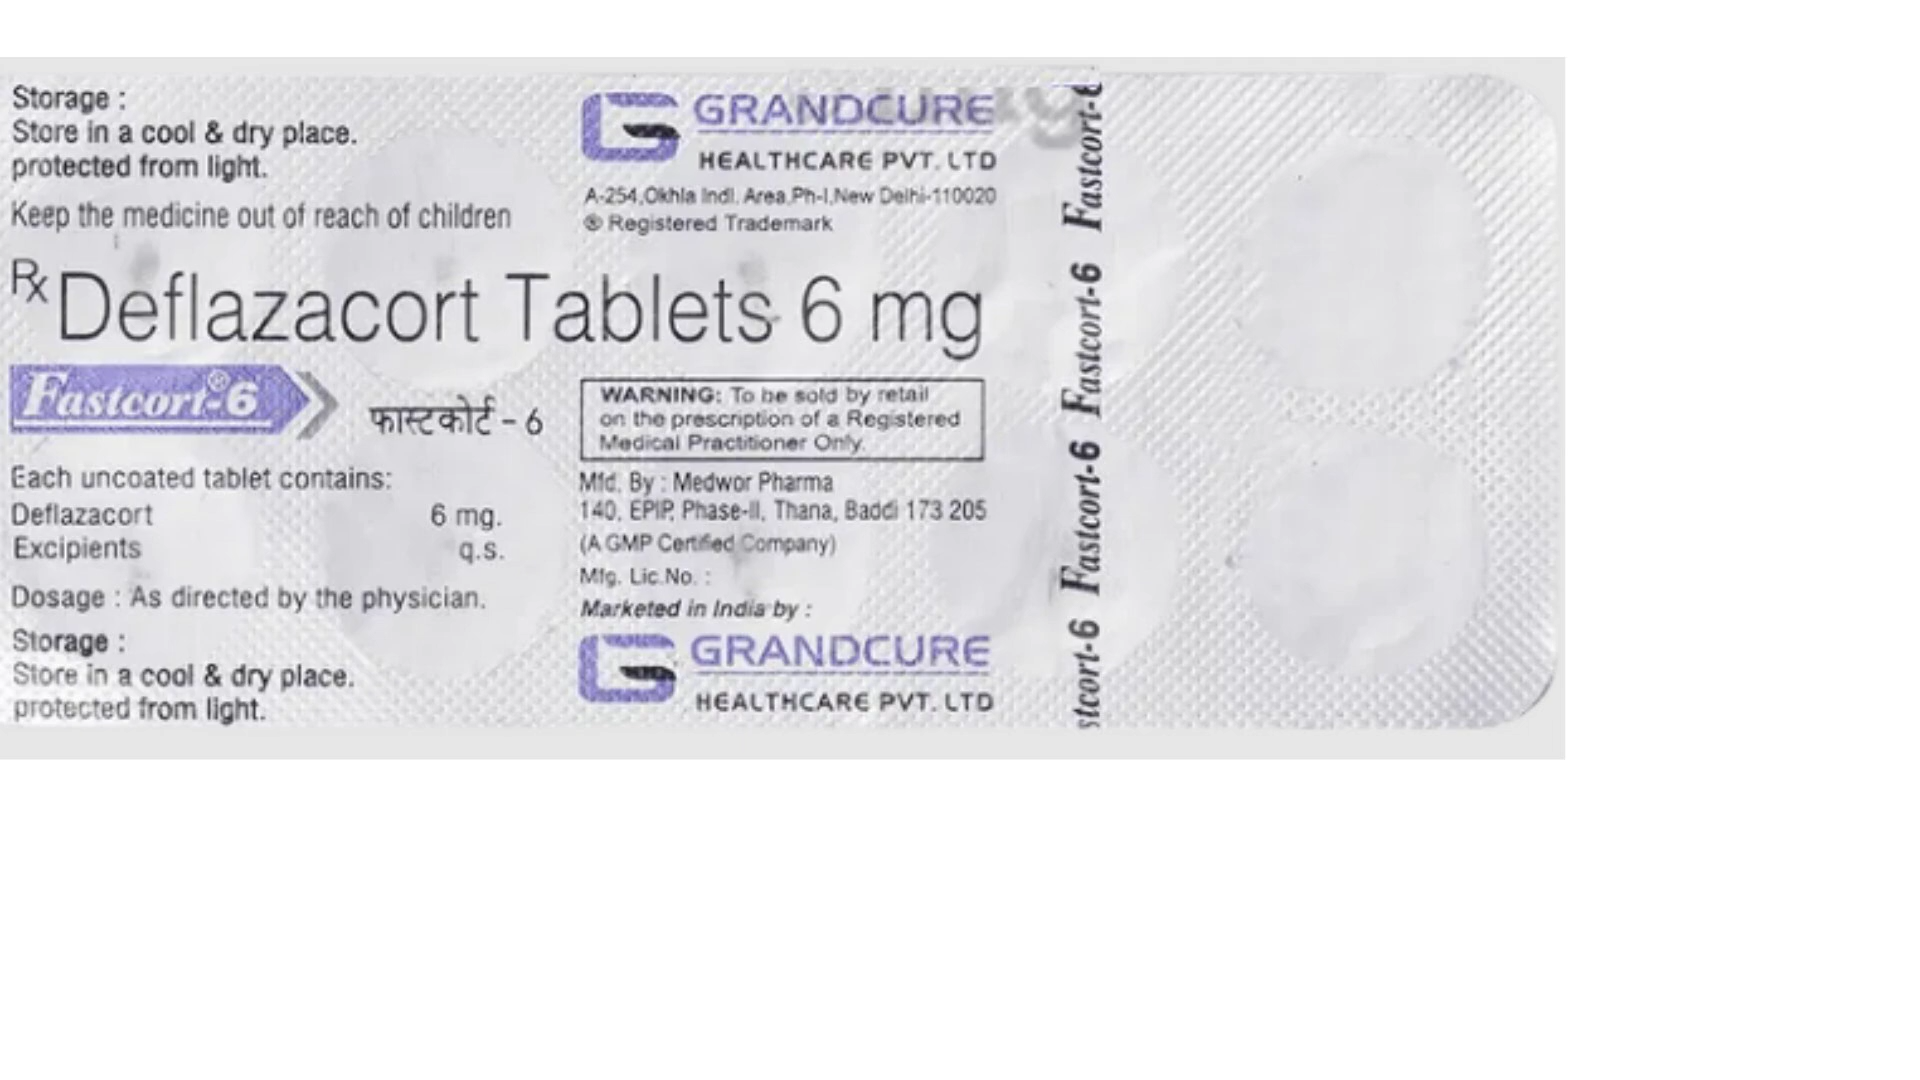 Storage :
Store in a cool & dry place.
protected from light.
Keep the medicine out of reach of children
GRANDCURE
HEALTHCARE PVT. LTD
A-254,Okhla Indl. Area,Ph-I,New Delhi-110020
® Registered Trademark
Rx Deflazacort Tablets 6 mg
Fastcort®-6
फास्टकोर्ट - 6
Each uncoated tablet contains:
Deflazacort 6 mg.
Excipients q.s.
Dosage : As directed by the physician.
Storage :
Store in a cool & dry place.
protected from light.
WARNING: To be sold by retail
on the prescription of a Registered
Medical Practitioner Only.
Mfd. By : Medwor Pharma
140, EPIP, Phase-II, Thana, Baddi 173 205
(A GMP Certified Company)
Mfg. Lic.No. :
Marketed in India by :
GRANDCURE
HEALTHCARE PVT. LTD
stcort-6 Fastcort-6 Fastcort-6 Fastcort-6